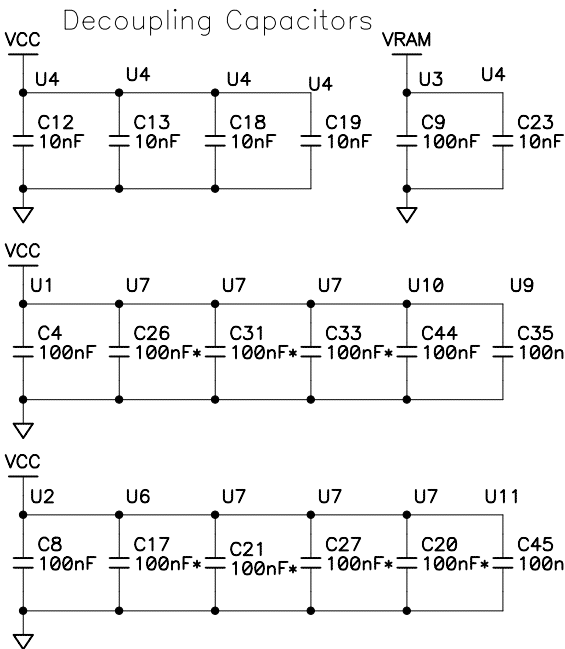 Decoupling Capacitors
VCC VRAM
U4 U4 U4 U4 U3 U4
C12 C13 C18 C19 C9 C23
10nF 10nF 10nF 10nF 100nF 10nF
VCC
U1 U7 U7 U7 U10 U9
C4 C26 C31 C33 C44 C35
100nF 100nF* 100nF* 100nF* 100nF 100n
VCC
U2 U6 U7 U7 U7 U11
C8 C17 C21 C27 C20 C45
100nF 100nF* 100nF* 100nF* 100nF* 100n